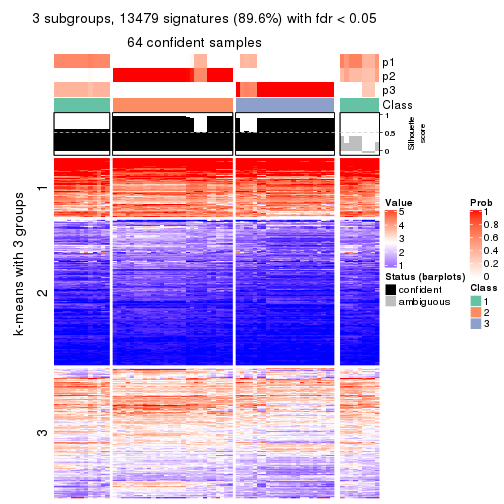 3 subgroups, 13479 signatures (89.6%) with fdr < 0.05
64 confident samples
p1
p2
p3
Class
1
0.5
0
Silhouette
score
k-means with 3 groups
1
2
3
Value
5
4
3
2
1
Status (barplots)
confident
ambiguous
Prob
1
0.8
0.6
0.4
0.2
0
Class
1
2
3